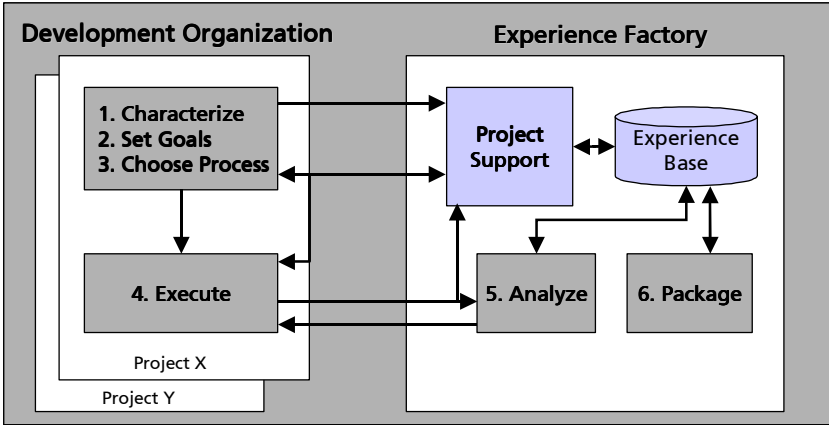 Development Organization
Experience Factory
1. Characterize
2. Set Goals
3. Choose Process
Project
Support
Experience
Base
4. Execute
5. Analyze
6. Package
Project X
Project Y